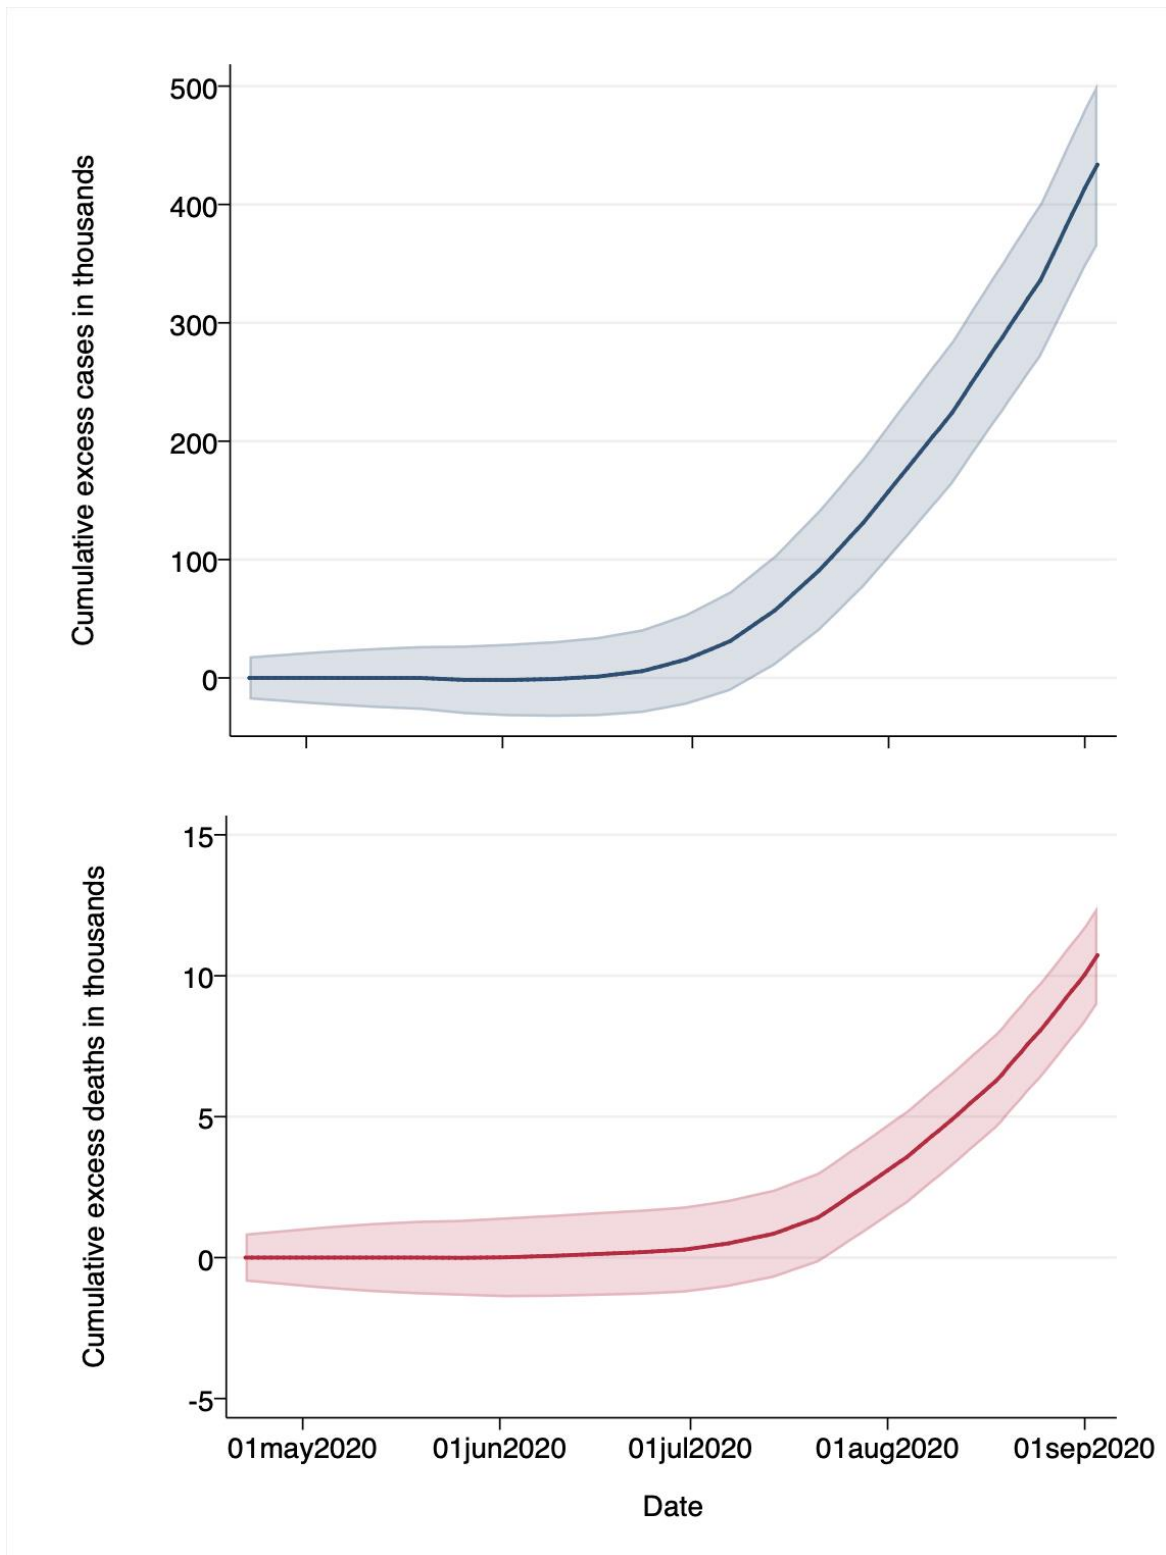 Cumulative excess cases in thousands
500
400
300
200
100
0
Cumulative excess deaths in thousands
15
10
5
0
-5
01may2020 01jun2020 01jul2020 01aug2020 01sep2020
Date